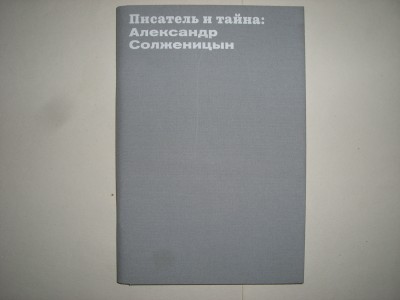 Писатель и тайна:
Александр
Солженицын